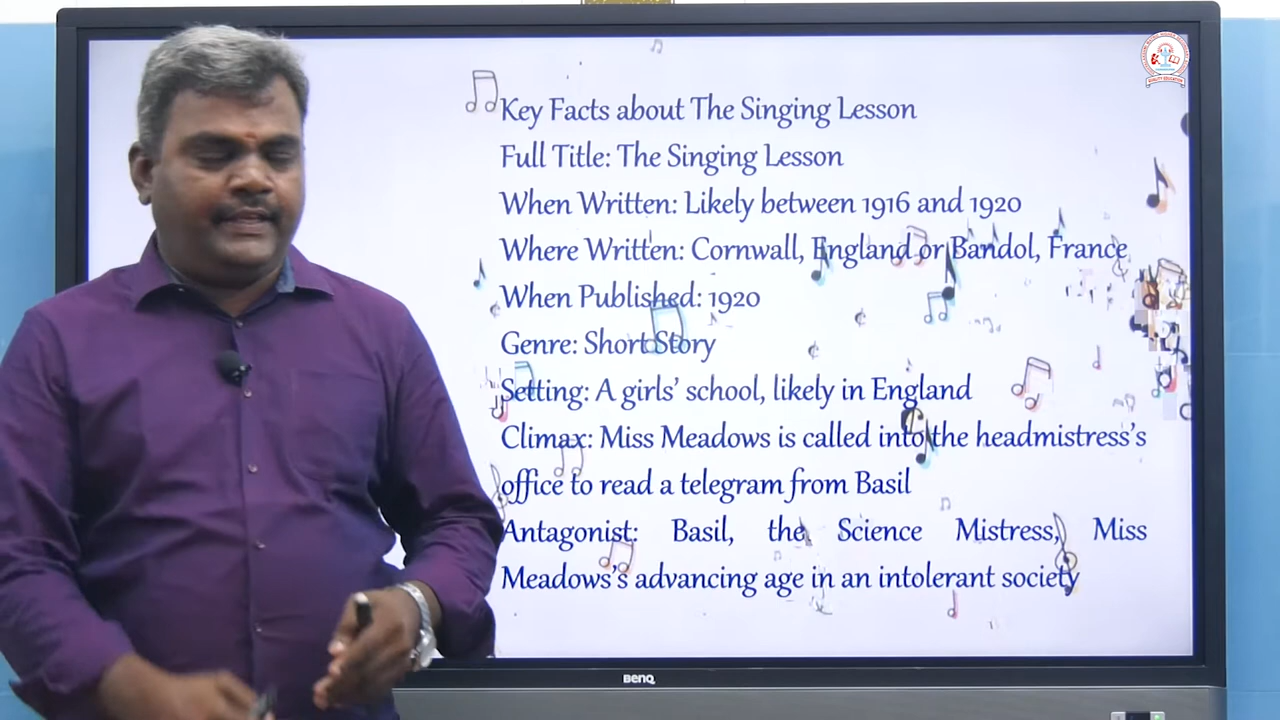 Key Facts about The Singing Lesson
Full Title: The Singing Lesson
When Written: Likely between 1916 and 1920
Where Written: Cornwall, England or Bandol, France
When Published: 1920
Genre: Short Story
Setting: A girls' school, likely in England
Climax: Miss Meadows is called into the headmistress's
office to read a telegram from Basil
Antagonist: Basil, the Science Mistress, Miss
Meadows's advancing age in an intolerant society
BenQ